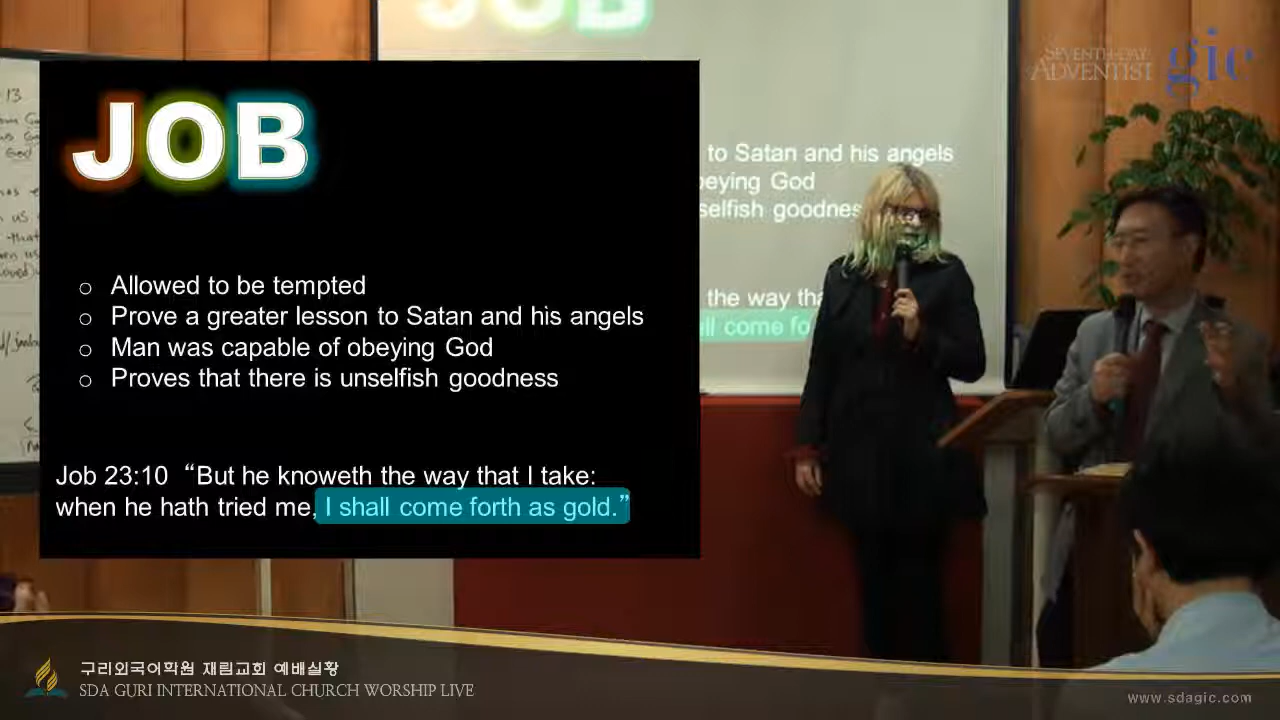 JOB
SEVENTH-DAY
ADVENTIST
gic
13
God
to Satan and his angels
selfish goodnes
JOB
○ Allowed to be tempted
○ Prove a greater lesson to Satan and his angels
○ Man was capable of obeying God
○ Proves that there is unselfish goodness
the way tha
ll come fo
Job 23:10 “But he knoweth the way that I take:
when he hath tried me, I shall come forth as gold.”
구리외국어학원 재림교회 예배실황
SDA GURI INTERNATIONAL CHURCH WORSHIP LIVE
www.sdagic.com